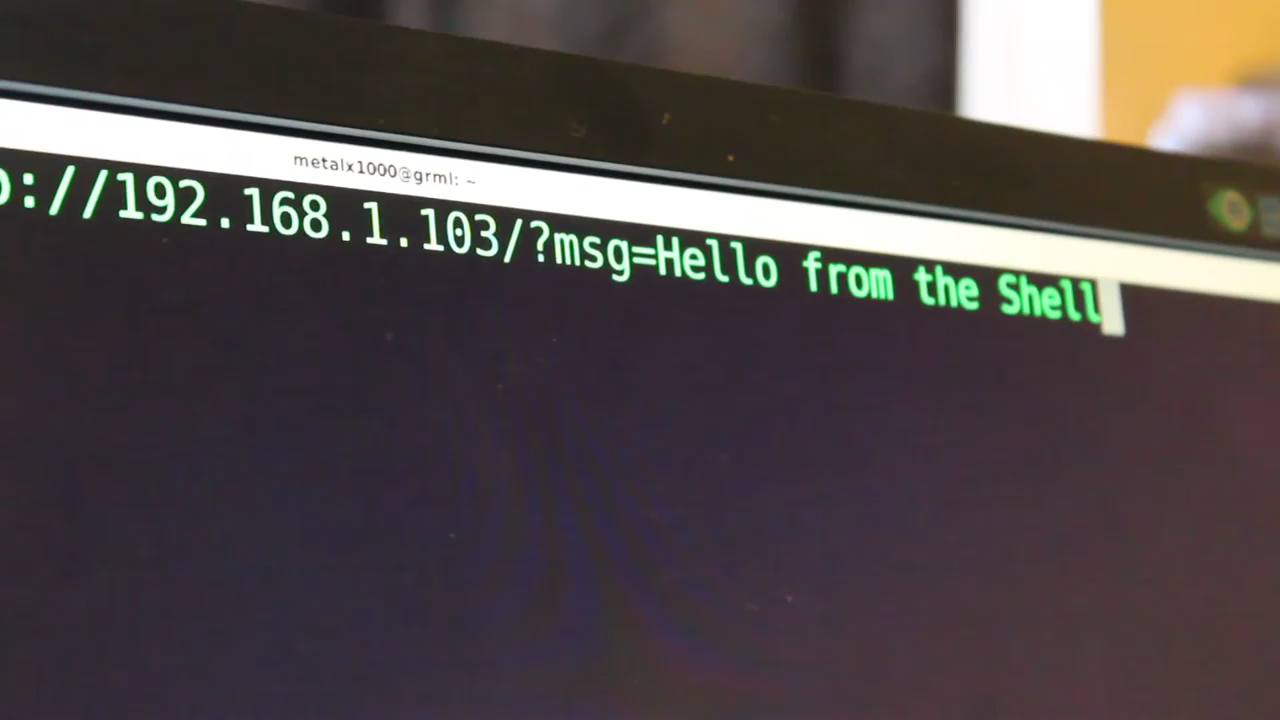 metalx1000@grml: ~
p://192.168.1.103/?msg=Hello from the Shell